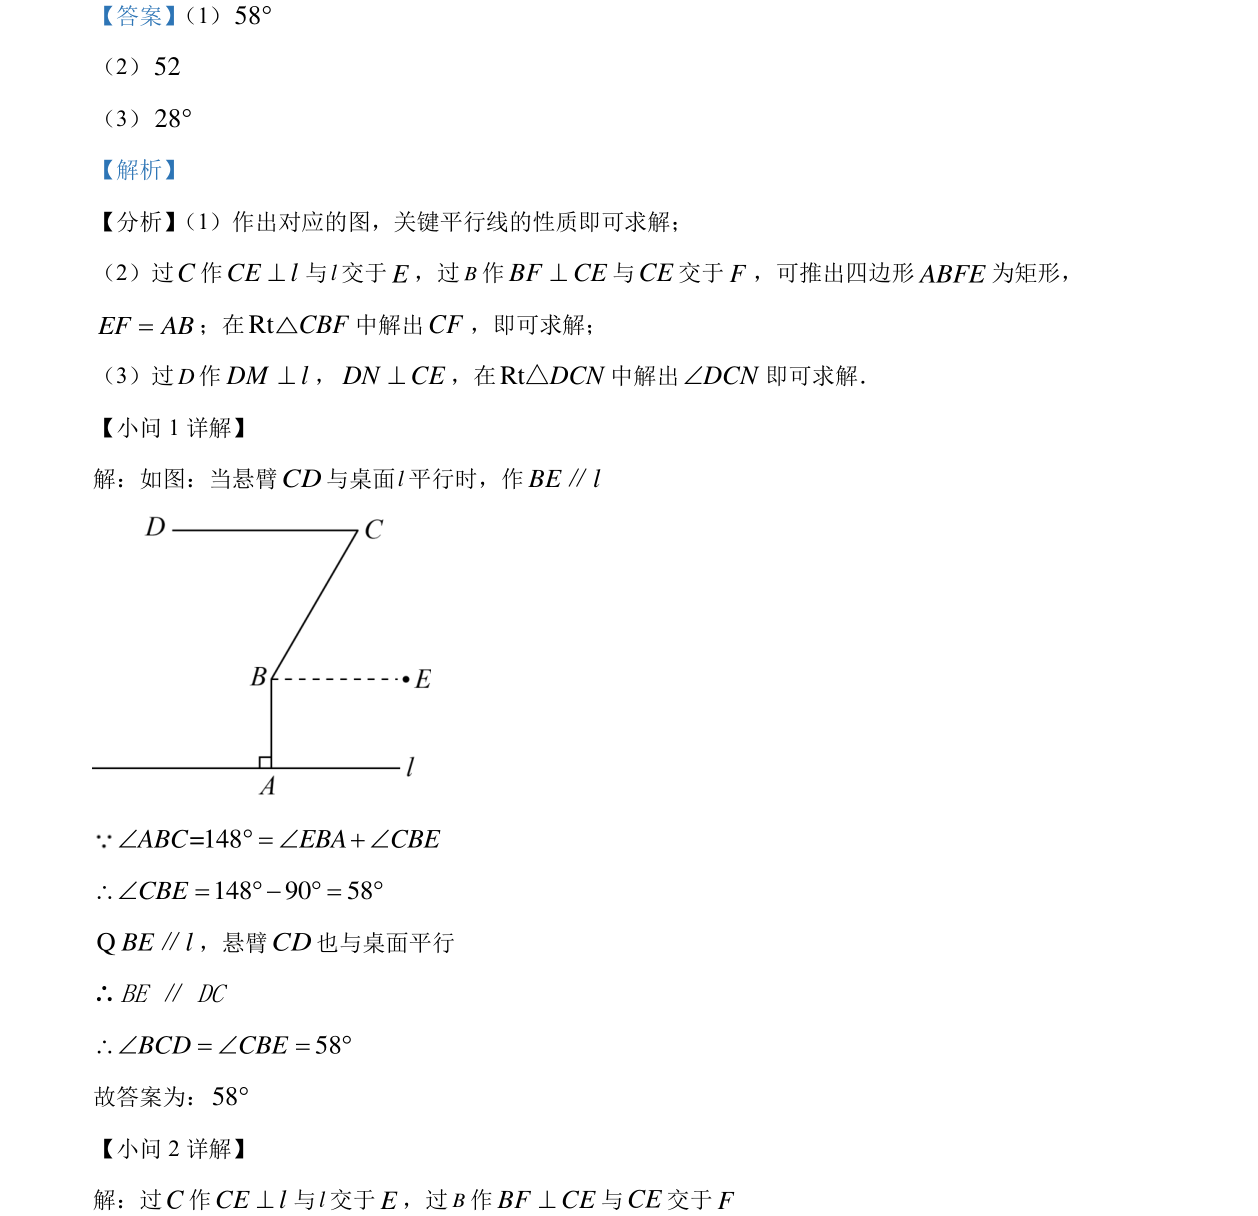 【答案】（1）58°
（2）52
（3）28°
【解析】
【分析】（1）作出对应的图，关键平行线的性质即可求解；
（2）过C作CE⊥l与l交于E，过B作BF⊥CE与CE交于F，可推出四边形ABFE为矩形，
EF=AB；在Rt△CBF中解出CF，即可求解；
（3）过D作DM⊥l，DN⊥CE，在Rt△DCN中解出∠DCN即可求解．
【小问1详解】
解：如图：当悬臂CD与桌面l平行时，作BE∥l
D C
B E
l
A
∵∠ABC=148°=∠EBA+∠CBE
∴∠CBE=148°−90°=58°
Q BE∥l，悬臂CD也与桌面平行
∴BE ∥ DC
∴∠BCD=∠CBE=58°
故答案为：58°
【小问2详解】
解：过C作CE⊥l与l交于E，过B作BF⊥CE与CE交于F